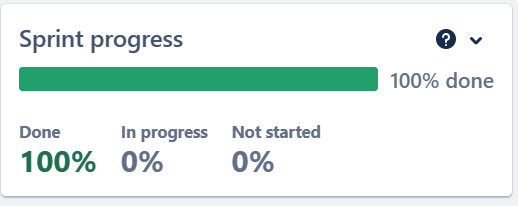 Sprint progress
100% done
Done In progress Not started
100% 0% 0%